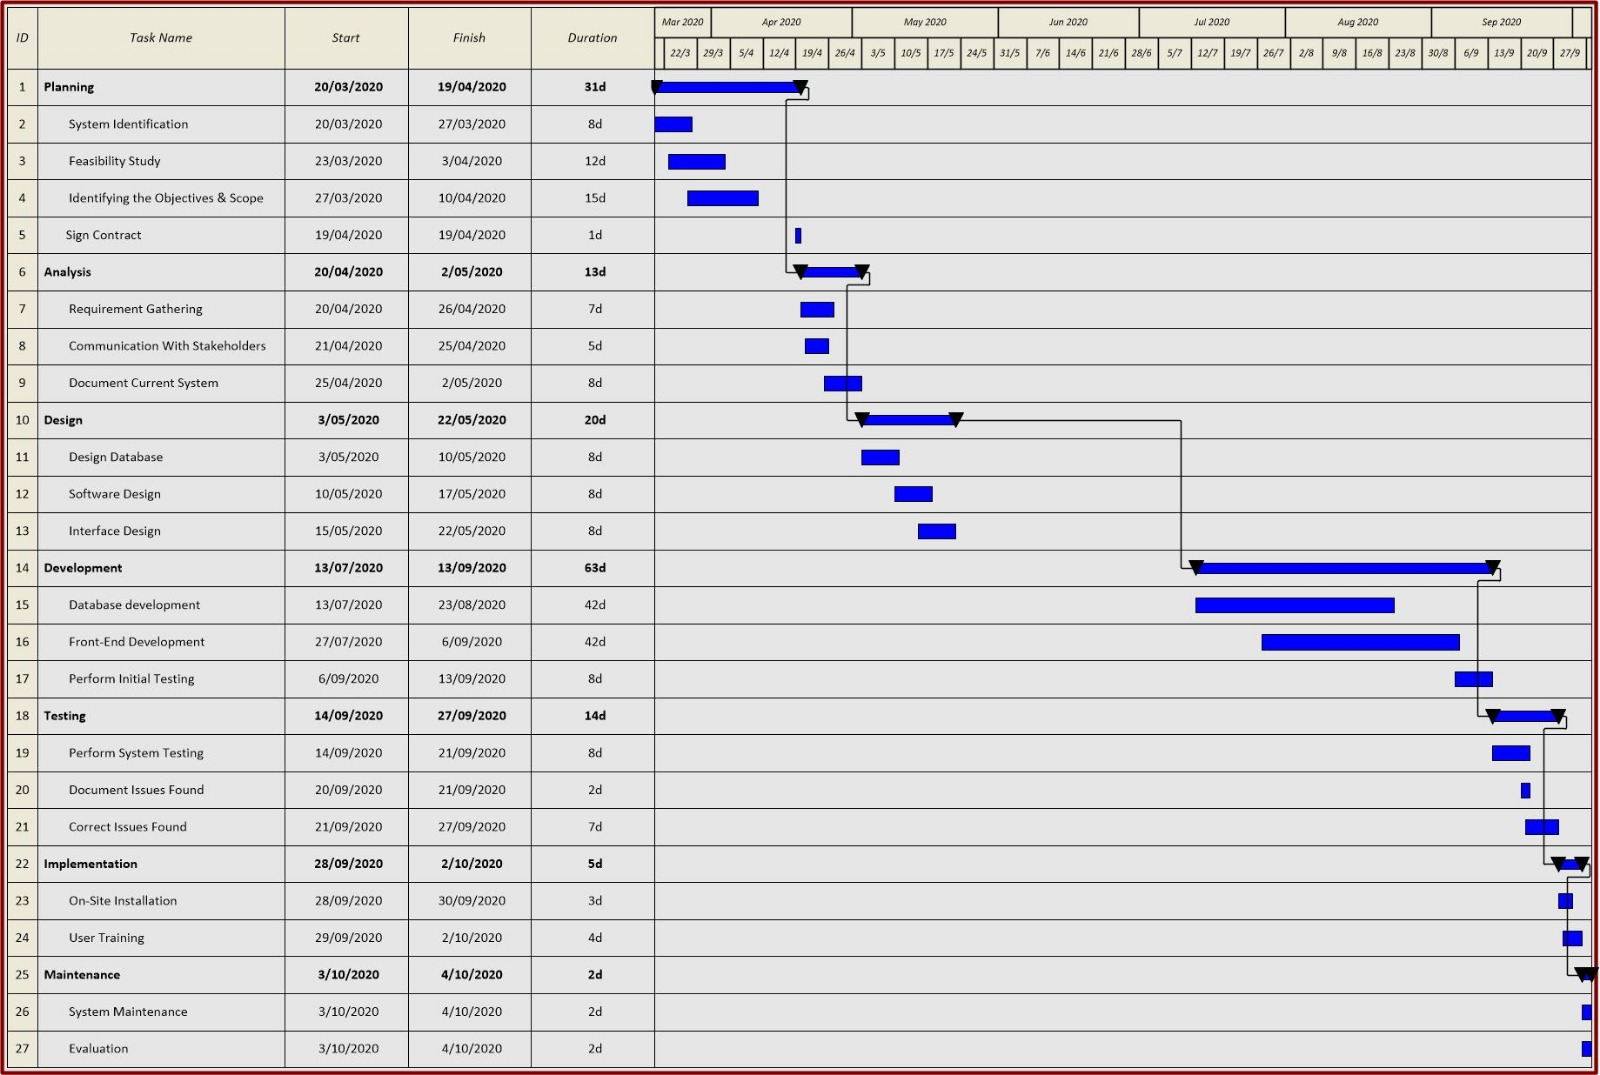 ID Task Name Start Finish Duration Mar 2020 Apr 2020 May 2020 Jun 2020 Jul 2020 Aug 2020 Sep 2020
22/3 29/3 5/4 12/4 19/4 26/4 3/5 10/5 17/5 24/5 31/5 7/6 14/6 21/6 28/6 5/7 12/7 19/7 26/7 2/8 9/8 16/8 23/8 30/8 6/9 13/9 20/9 27/9
1 Planning 20/03/2020 19/04/2020 31d
2 System Identification 20/03/2020 27/03/2020 8d
3 Feasibility Study 23/03/2020 3/04/2020 12d
4 Identifying the Objectives & Scope 27/03/2020 10/04/2020 15d
5 Sign Contract 19/04/2020 19/04/2020 1d
6 Analysis 20/04/2020 2/05/2020 13d
7 Requirement Gathering 20/04/2020 26/04/2020 7d
8 Communication With Stakeholders 21/04/2020 25/04/2020 5d
9 Document Current System 25/04/2020 2/05/2020 8d
10 Design 3/05/2020 22/05/2020 20d
11 Design Database 3/05/2020 10/05/2020 8d
12 Software Design 10/05/2020 17/05/2020 8d
13 Interface Design 15/05/2020 22/05/2020 8d
14 Development 13/07/2020 13/09/2020 63d
15 Database development 13/07/2020 23/08/2020 42d
16 Front-End Development 27/07/2020 6/09/2020 42d
17 Perform Initial Testing 6/09/2020 13/09/2020 8d
18 Testing 14/09/2020 27/09/2020 14d
19 Perform System Testing 14/09/2020 21/09/2020 8d
20 Document Issues Found 20/09/2020 21/09/2020 2d
21 Correct Issues Found 21/09/2020 27/09/2020 7d
22 Implementation 28/09/2020 2/10/2020 5d
23 On-Site Installation 28/09/2020 30/09/2020 3d
24 User Training 29/09/2020 2/10/2020 4d
25 Maintenance 3/10/2020 4/10/2020 2d
26 System Maintenance 3/10/2020 4/10/2020 2d
27 Evaluation 3/10/2020 4/10/2020 2d